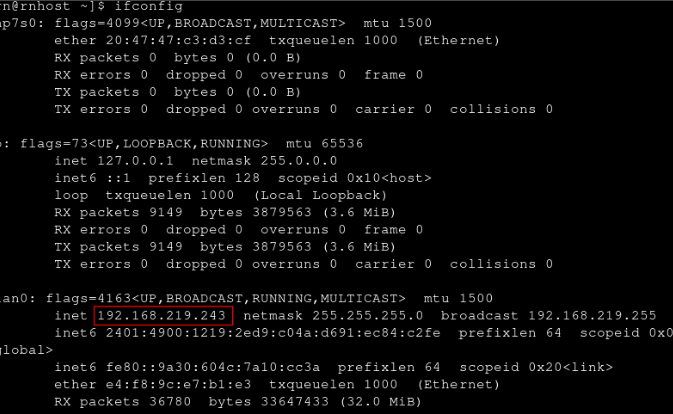 rn@rnhost ~]$ ifconfig
np7s0: flags=4099<UP,BROADCAST,MULTICAST>  mtu 1500
ether 20:47:47:c3:d3:cf  txqueuelen 1000  (Ethernet)
RX packets 0  bytes 0 (0.0 B)
RX errors 0  dropped 0  overruns 0  frame 0
TX packets 0  bytes 0 (0.0 B)
TX errors 0  dropped 0 overruns 0  carrier 0  collisions 0
o: flags=73<UP,LOOPBACK,RUNNING>  mtu 65536
inet 127.0.0.1  netmask 255.0.0.0
inet6 ::1  prefixlen 128  scopeid 0x10<host>
loop  txqueuelen 1000  (Local Loopback)
RX packets 9149  bytes 3879563 (3.6 MiB)
RX errors 0  dropped 0  overruns 0  frame 0
TX packets 9149  bytes 3879563 (3.6 MiB)
TX errors 0  dropped 0 overruns 0  carrier 0  collisions 0
lan0: flags=4163<UP,BROADCAST,RUNNING,MULTICAST>  mtu 1500
inet 192.168.219.243  netmask 255.255.255.0  broadcast 192.168.219.255
inet6 2401:4900:1219:2ed9:c04a:d691:ec84:c2fe  prefixlen 64  scopeid 0x0
global>
inet6 fe80::9a30:604c:7a10:cc3a  prefixlen 64  scopeid 0x20<link>
ether e4:f8:9c:e7:b1:e3  txqueuelen 1000  (Ethernet)
RX packets 36780  bytes 33647433 (32.0 MiB)